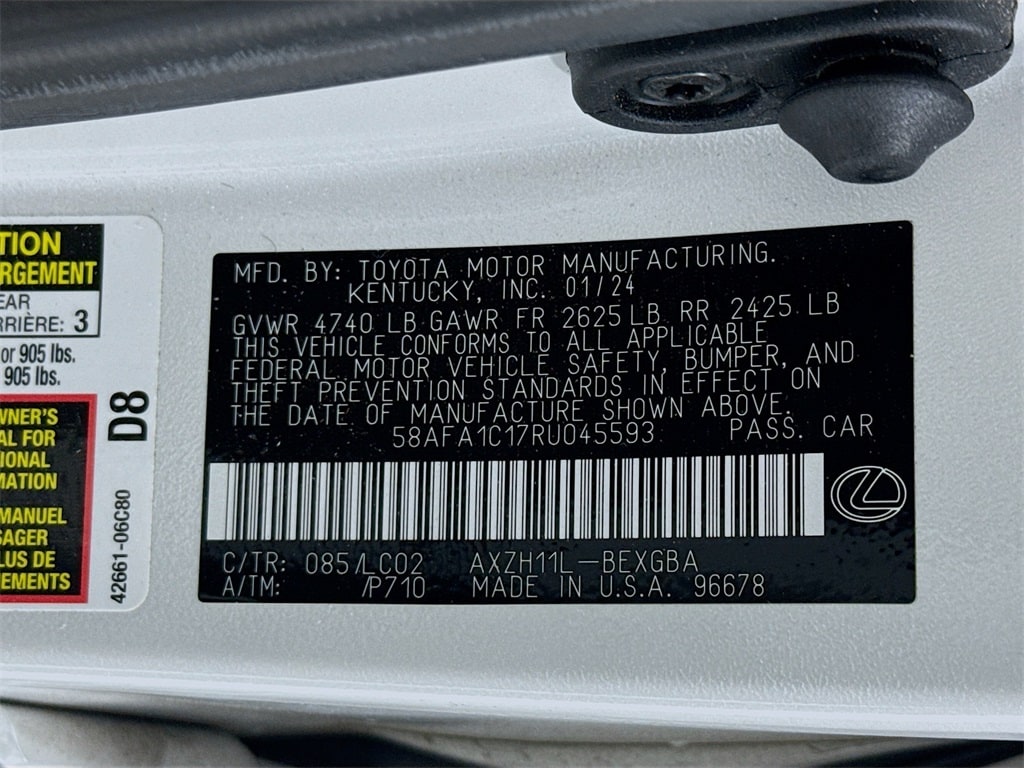 TION
RGEMENT
EAR
RRIÈRE: 3
or 905 lbs.
905 lbs.
WNER'S
AL FOR
IONAL
MATION
MANUEL
SAGER
LUS DE
EMENTS
D8
42661-06C80
MFD. BY: TOYOTA MOTOR MANUFACTURING.
KENTUCKY, INC. 01/24
GVWR 4740 LB GAWR FR 2625 LB RR 2425 LB
THIS VEHICLE CONFORMS TO ALL APPLICABLE
FEDERAL MOTOR VEHICLE SAFETY, BUMPER, AND
THEFT PREVENTION STANDARDS IN EFFECT ON
THE DATE OF MANUFACTURE SHOWN ABOVE.
58AFA1C17RU045593 PASS. CAR
C/TR: 085/LC02 AXZH11L-BEXGBA
A/TM: /P710 MADE IN U.S.A. 96678